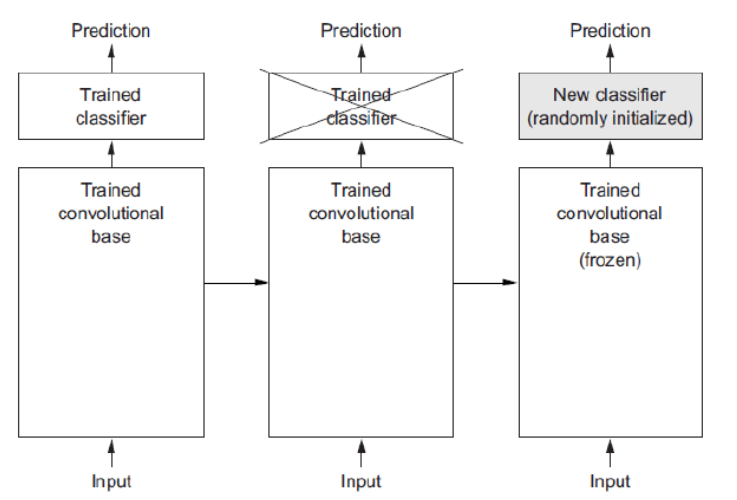 Prediction
Trained
classifier
Trained
convolutional
base
Input
Prediction
Trained
classifier
Trained
convolutional
base
Input
Prediction
New classifier
(randomly initialized)
Trained
convolutional
base
(frozen)
Input